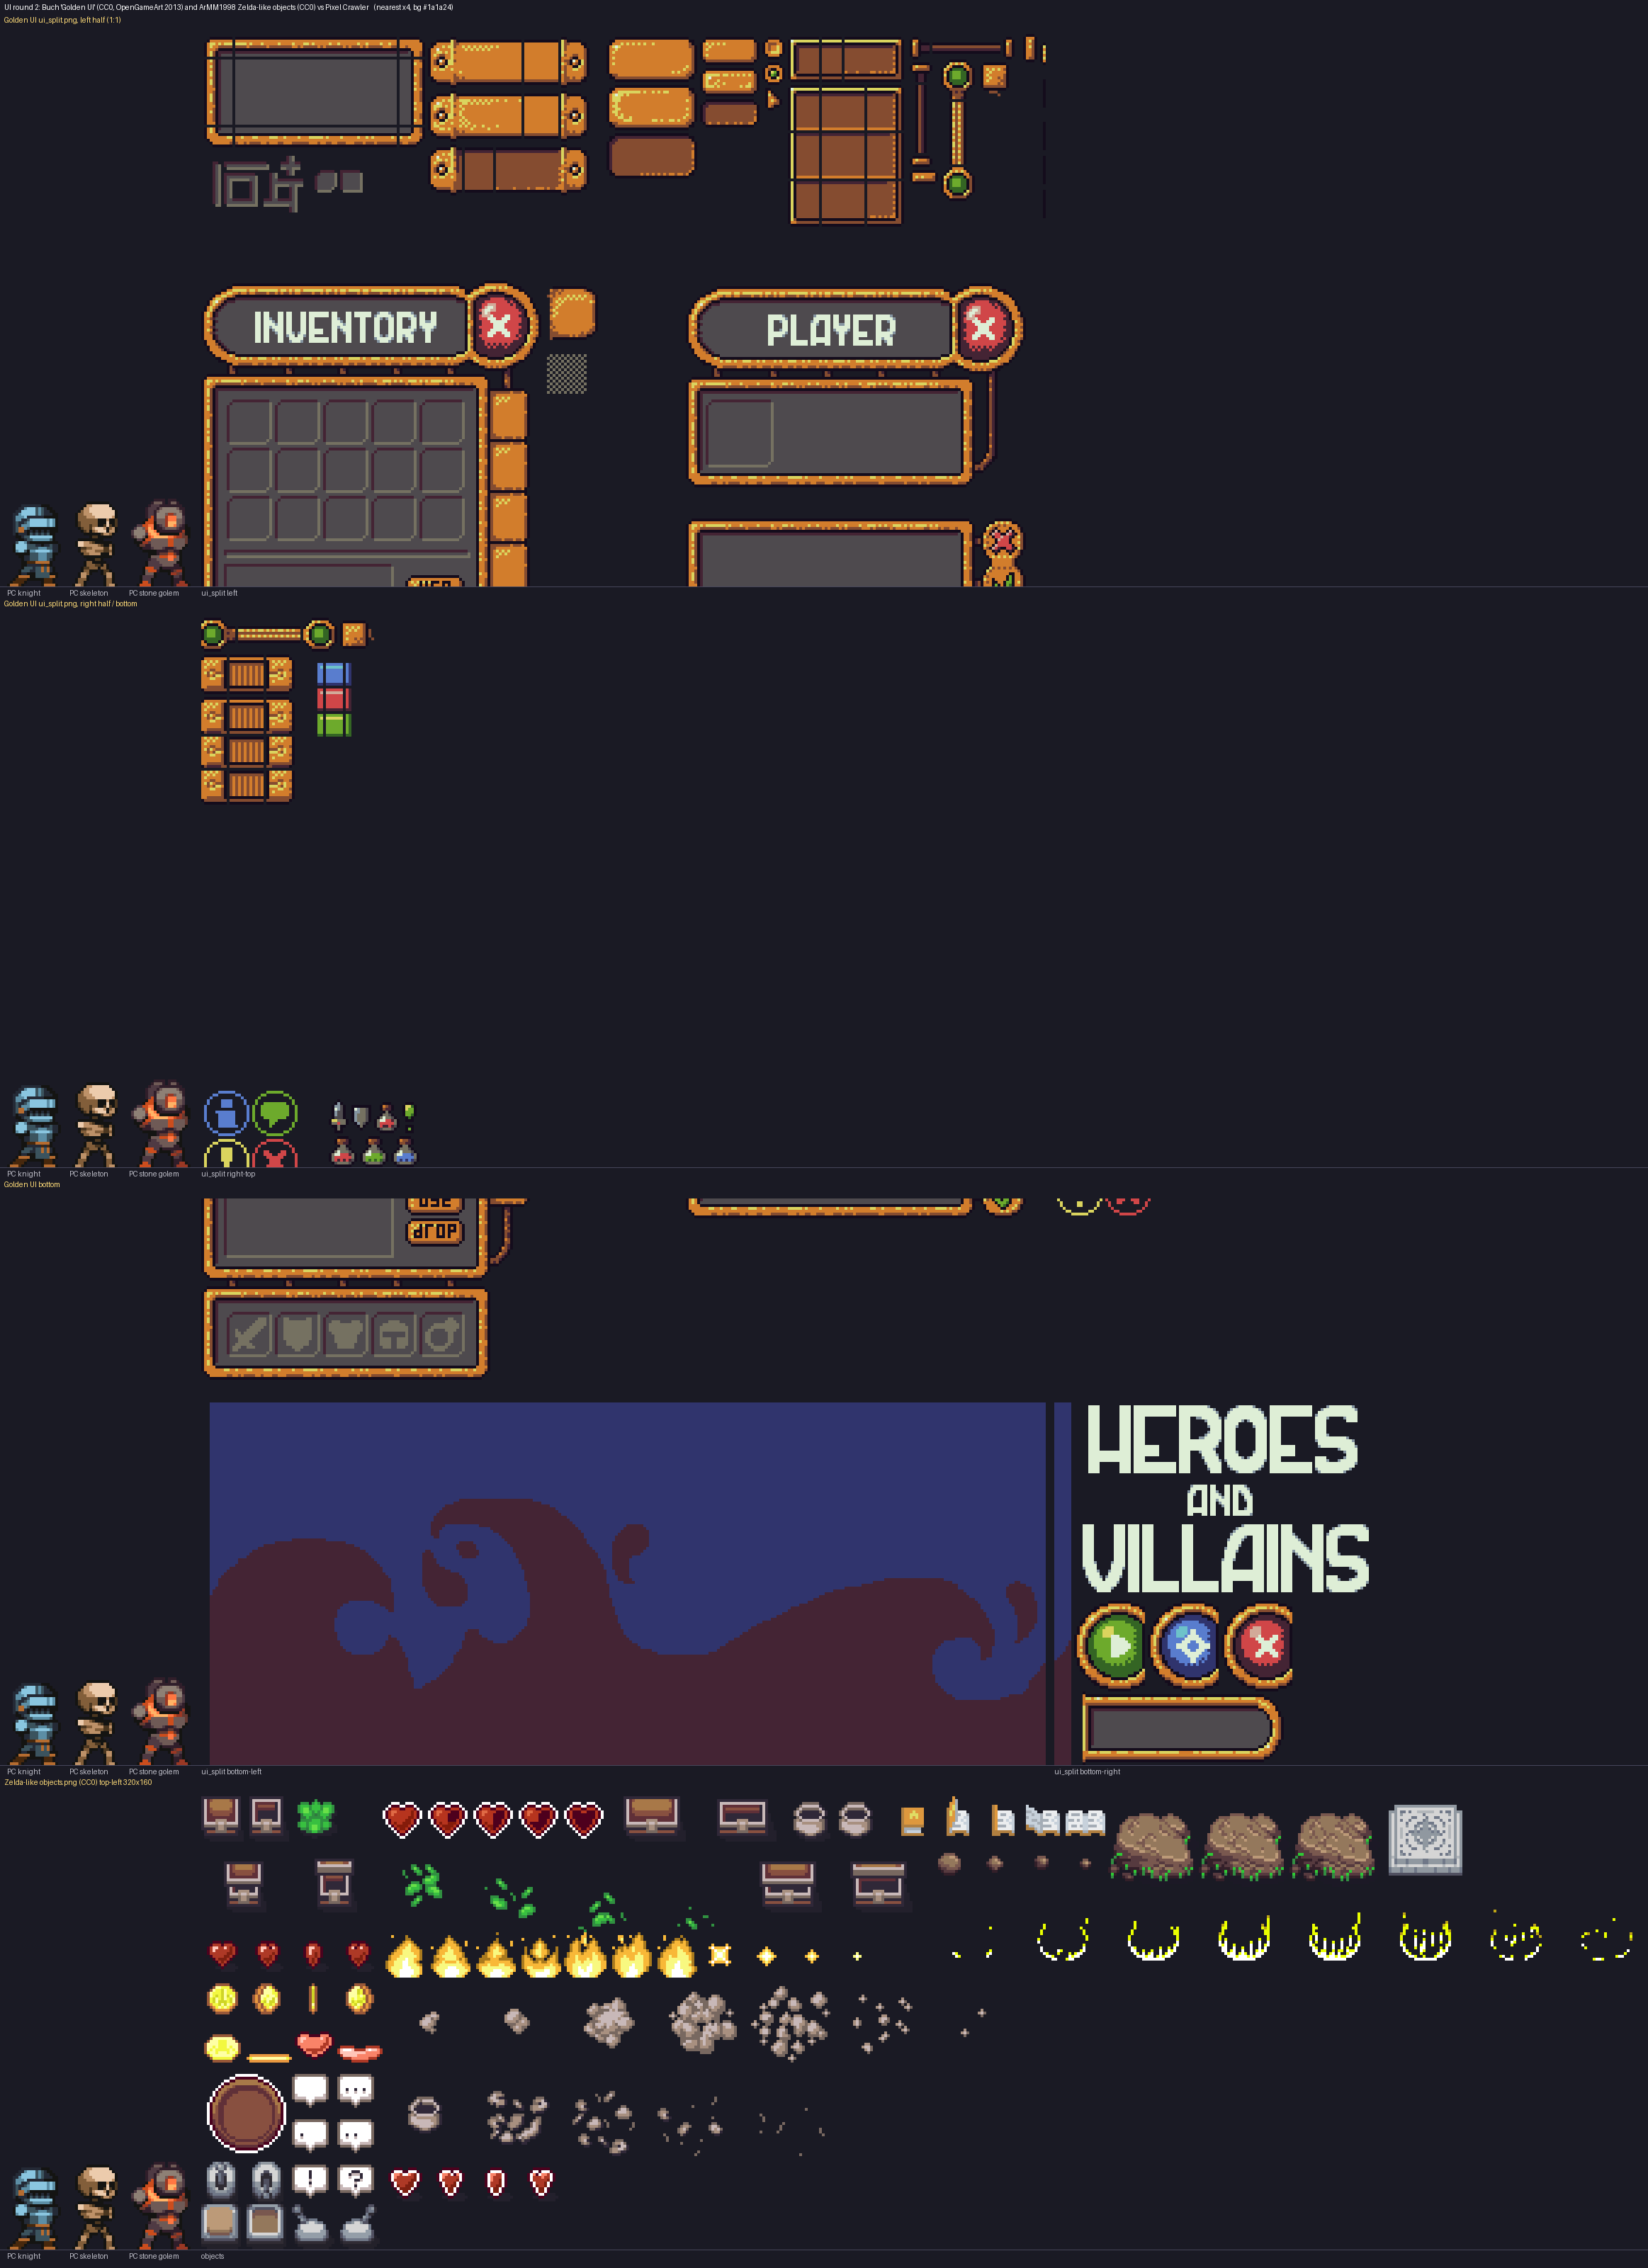 UI round 2: Buch 'Golden UI' (CC0, OpenGameArt 2013) and ArMM1998 Zelda-like objects (CC0) vs Pixel Crawler (nearest x4, bg #1a1a24)
Golden UI ui_split.png, left half (1:1)
INVENTORY
PLAYER
PC knight PC skeleton PC stone golem ui_split left
Golden UI ui_split.png, right half / bottom
PC knight PC skeleton PC stone golem ui_split right-top
Golden UI bottom
use
drop
HEROES
AND
VILLAINS
PC knight PC skeleton PC stone golem ui_split bottom-left ui_split bottom-right
Zelda-like objects.png (CC0) top-left 320x160
...
.
..
! ?
PC knight PC skeleton PC stone golem objects